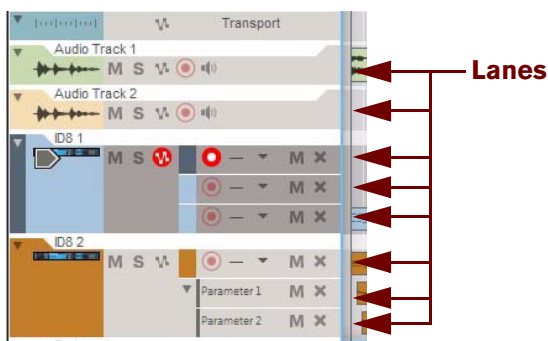 Transport
Audio Track 1
Lanes
M S
Audio Track 2
M S
ID8 1
M S M
M
M
ID8 2
M S M
Parameter 1 M
Parameter 2 M